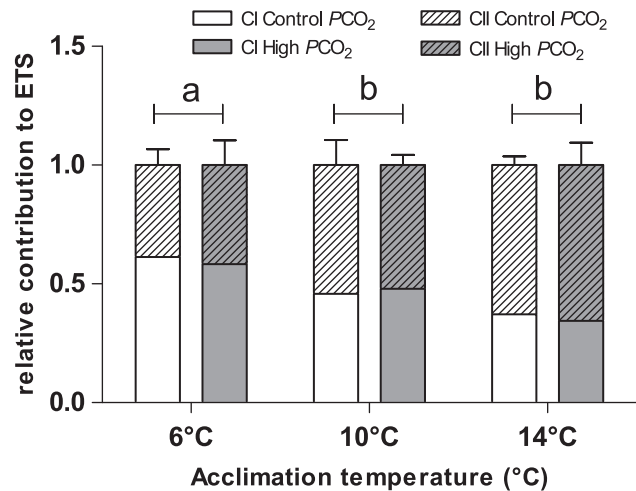 CI Control PCO₂ CII Control PCO₂
CI High PCO₂ CII High PCO₂
relative contribution to ETS
1.5
1.0
0.5
0.0
a b b
6°C 10°C 14°C
Acclimation temperature (°C)